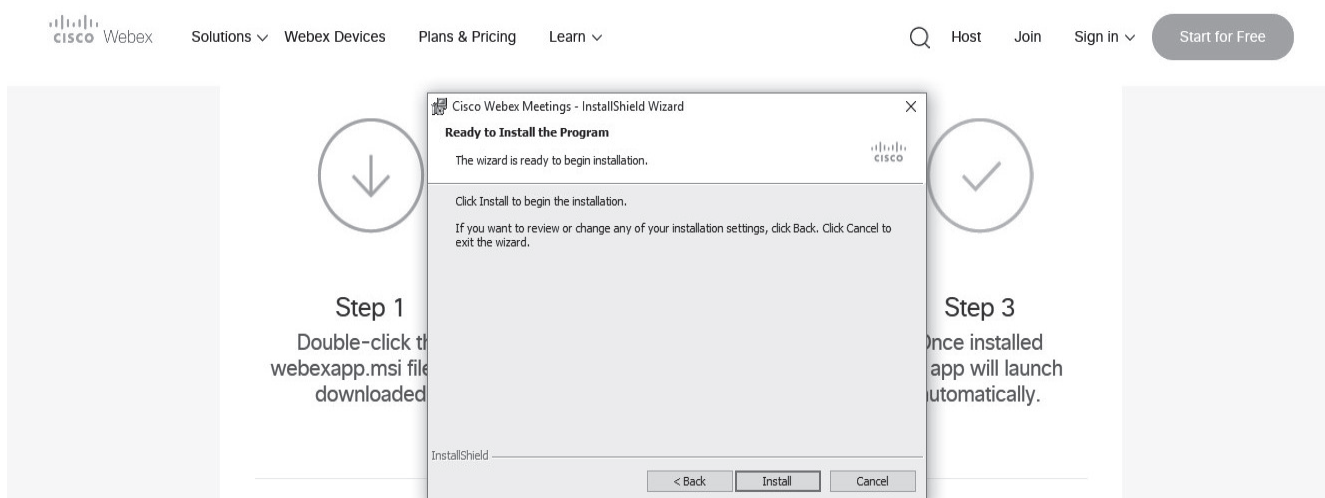 CISCO Webex Solutions Webex Devices Plans & Pricing Learn Host Join Sign in Start for Free
Cisco Webex Meetings - InstallShield Wizard
Ready to Install the Program
The wizard is ready to begin installation.
CISCO
Click Install to begin the installation.
If you want to review or change any of your installation settings, click Back. Click Cancel to
exit the wizard.
InstallShield
< Back Install Cancel
Step 1
Double-click
webexapp.msi
downloaded
Step 3
installed
app will launch